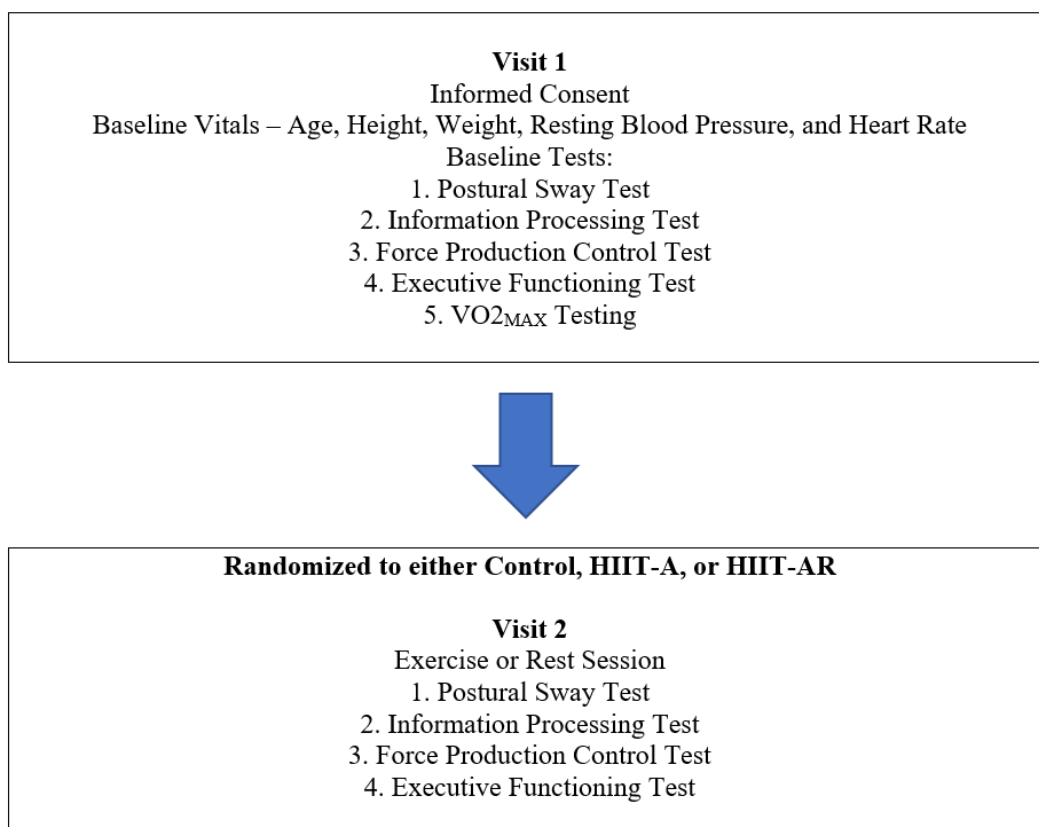 Visit 1
Informed Consent
Baseline Vitals – Age, Height, Weight, Resting Blood Pressure, and Heart Rate
Baseline Tests:
1. Postural Sway Test
2. Information Processing Test
3. Force Production Control Test
4. Executive Functioning Test
5. VO2MAX Testing
Randomized to either Control, HIIT-A, or HIIT-AR
Visit 2
Exercise or Rest Session
1. Postural Sway Test
2. Information Processing Test
3. Force Production Control Test
4. Executive Functioning Test